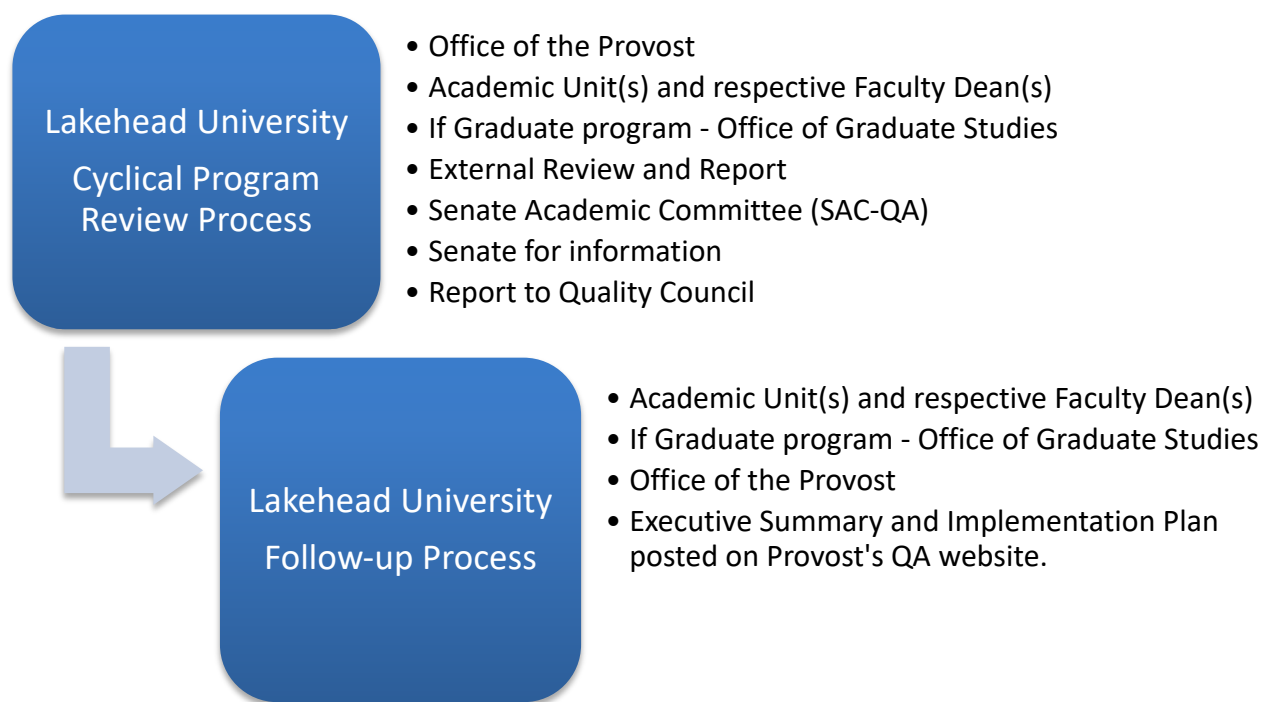 Lakehead University
Cyclical Program
Review Process
• Office of the Provost
• Academic Unit(s) and respective Faculty Dean(s)
• If Graduate program - Office of Graduate Studies
• External Review and Report
• Senate Academic Committee (SAC-QA)
• Senate for information
• Report to Quality Council
Lakehead University
Follow-up Process
• Academic Unit(s) and respective Faculty Dean(s)
• If Graduate program - Office of Graduate Studies
• Office of the Provost
• Executive Summary and Implementation Plan
posted on Provost's QA website.